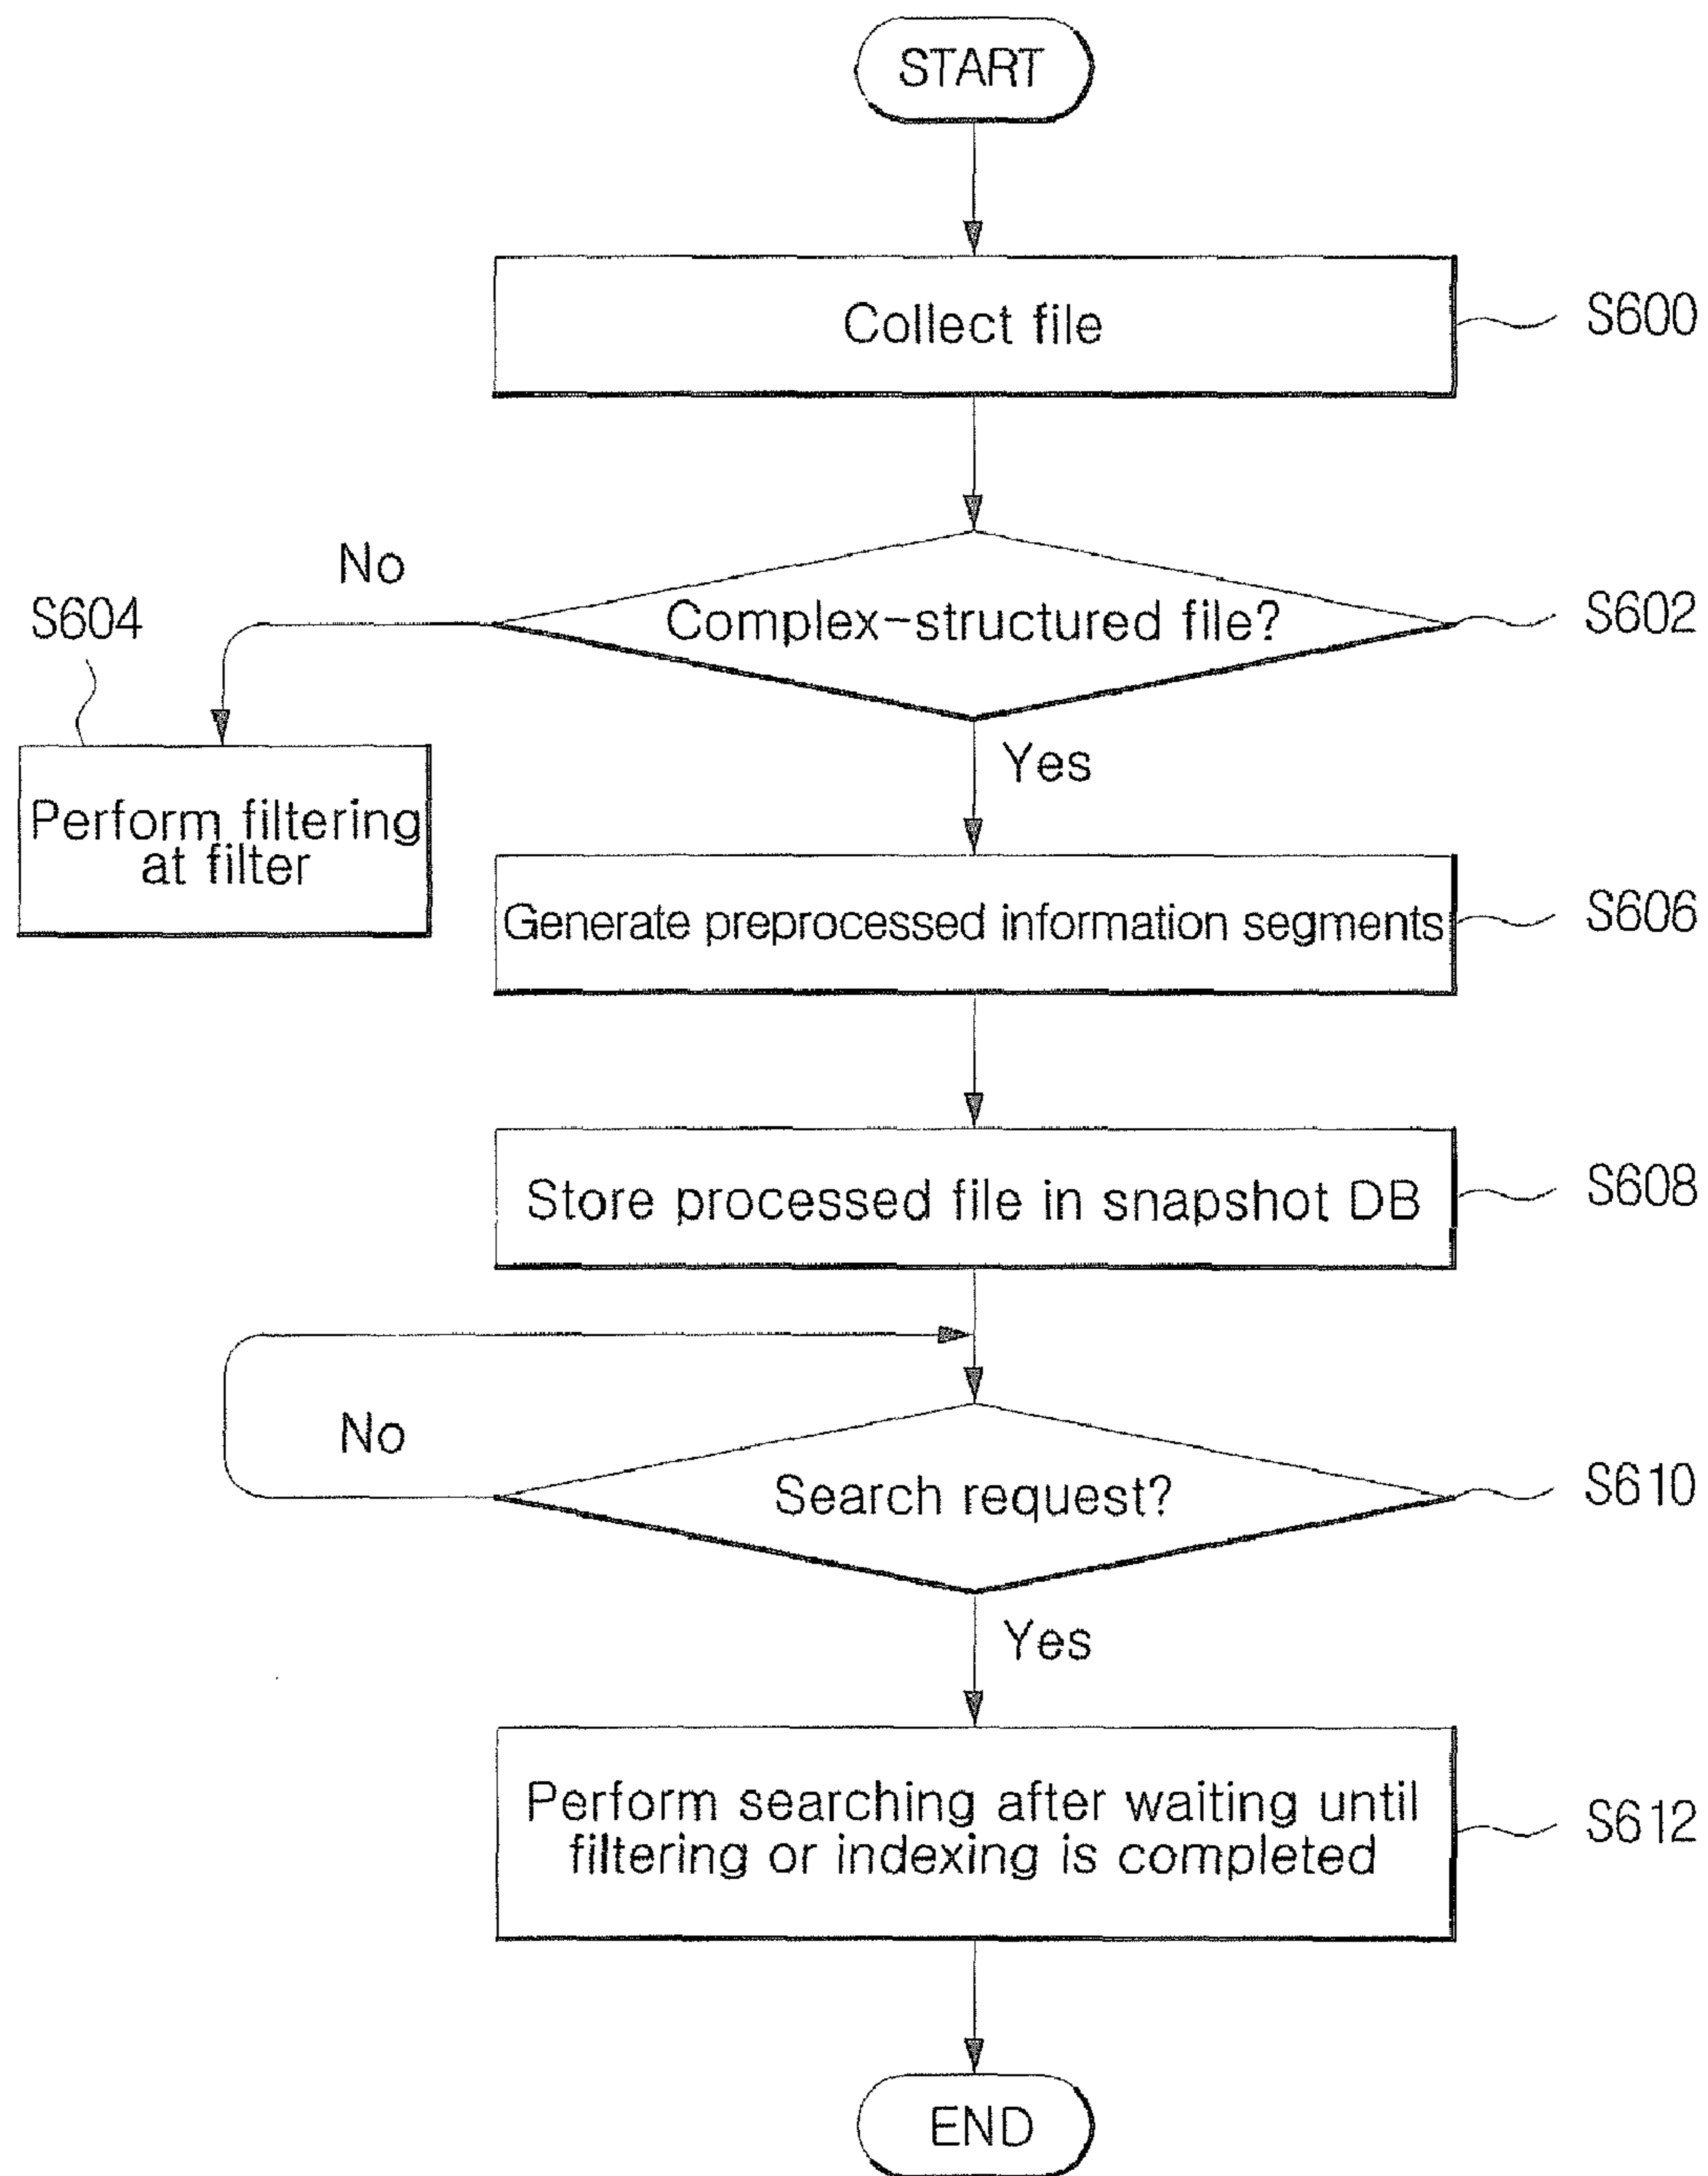 START
Collect file
S600
No
S604
Complex-structured file?
S602
Yes
Perform filtering
at filter
Generate preprocessed information segments
S606
Store processed file in snapshot DB
S608
No
Search request?
S610
Yes
Perform searching after waiting until
filtering or indexing is completed
S612
END